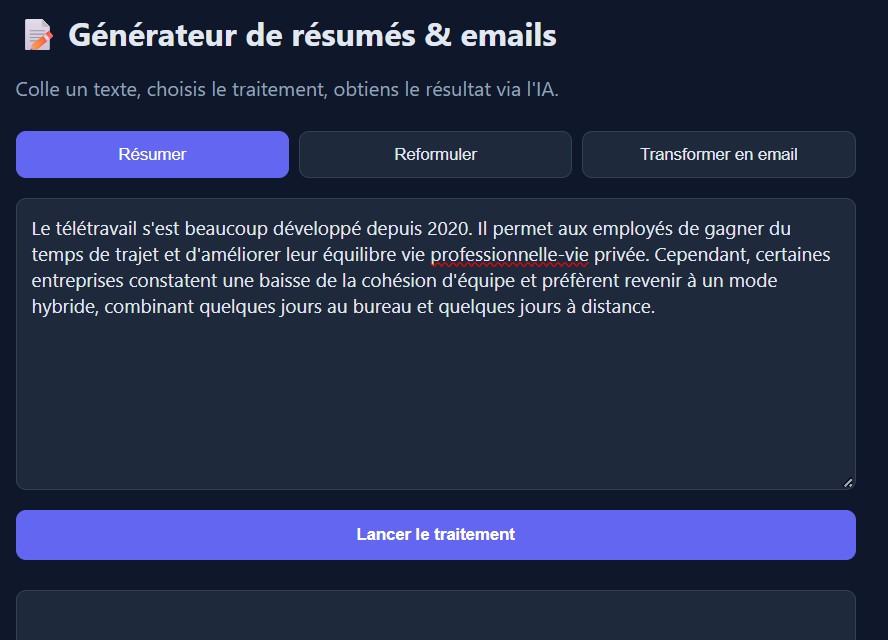 Générateur de résumés & emails
Colle un texte, choisis le traitement, obtiens le résultat via l'IA.
Résumer
Reformuler
Transformer en email
Le télétravail s'est beaucoup développé depuis 2020. Il permet aux employés de gagner du
temps de trajet et d'améliorer leur équilibre vie professionnelle-vie privée. Cependant, certaines
entreprises constatent une baisse de la cohésion d'équipe et préfèrent revenir à un mode
hybride, combinant quelques jours au bureau et quelques jours à distance.
Lancer le traitement